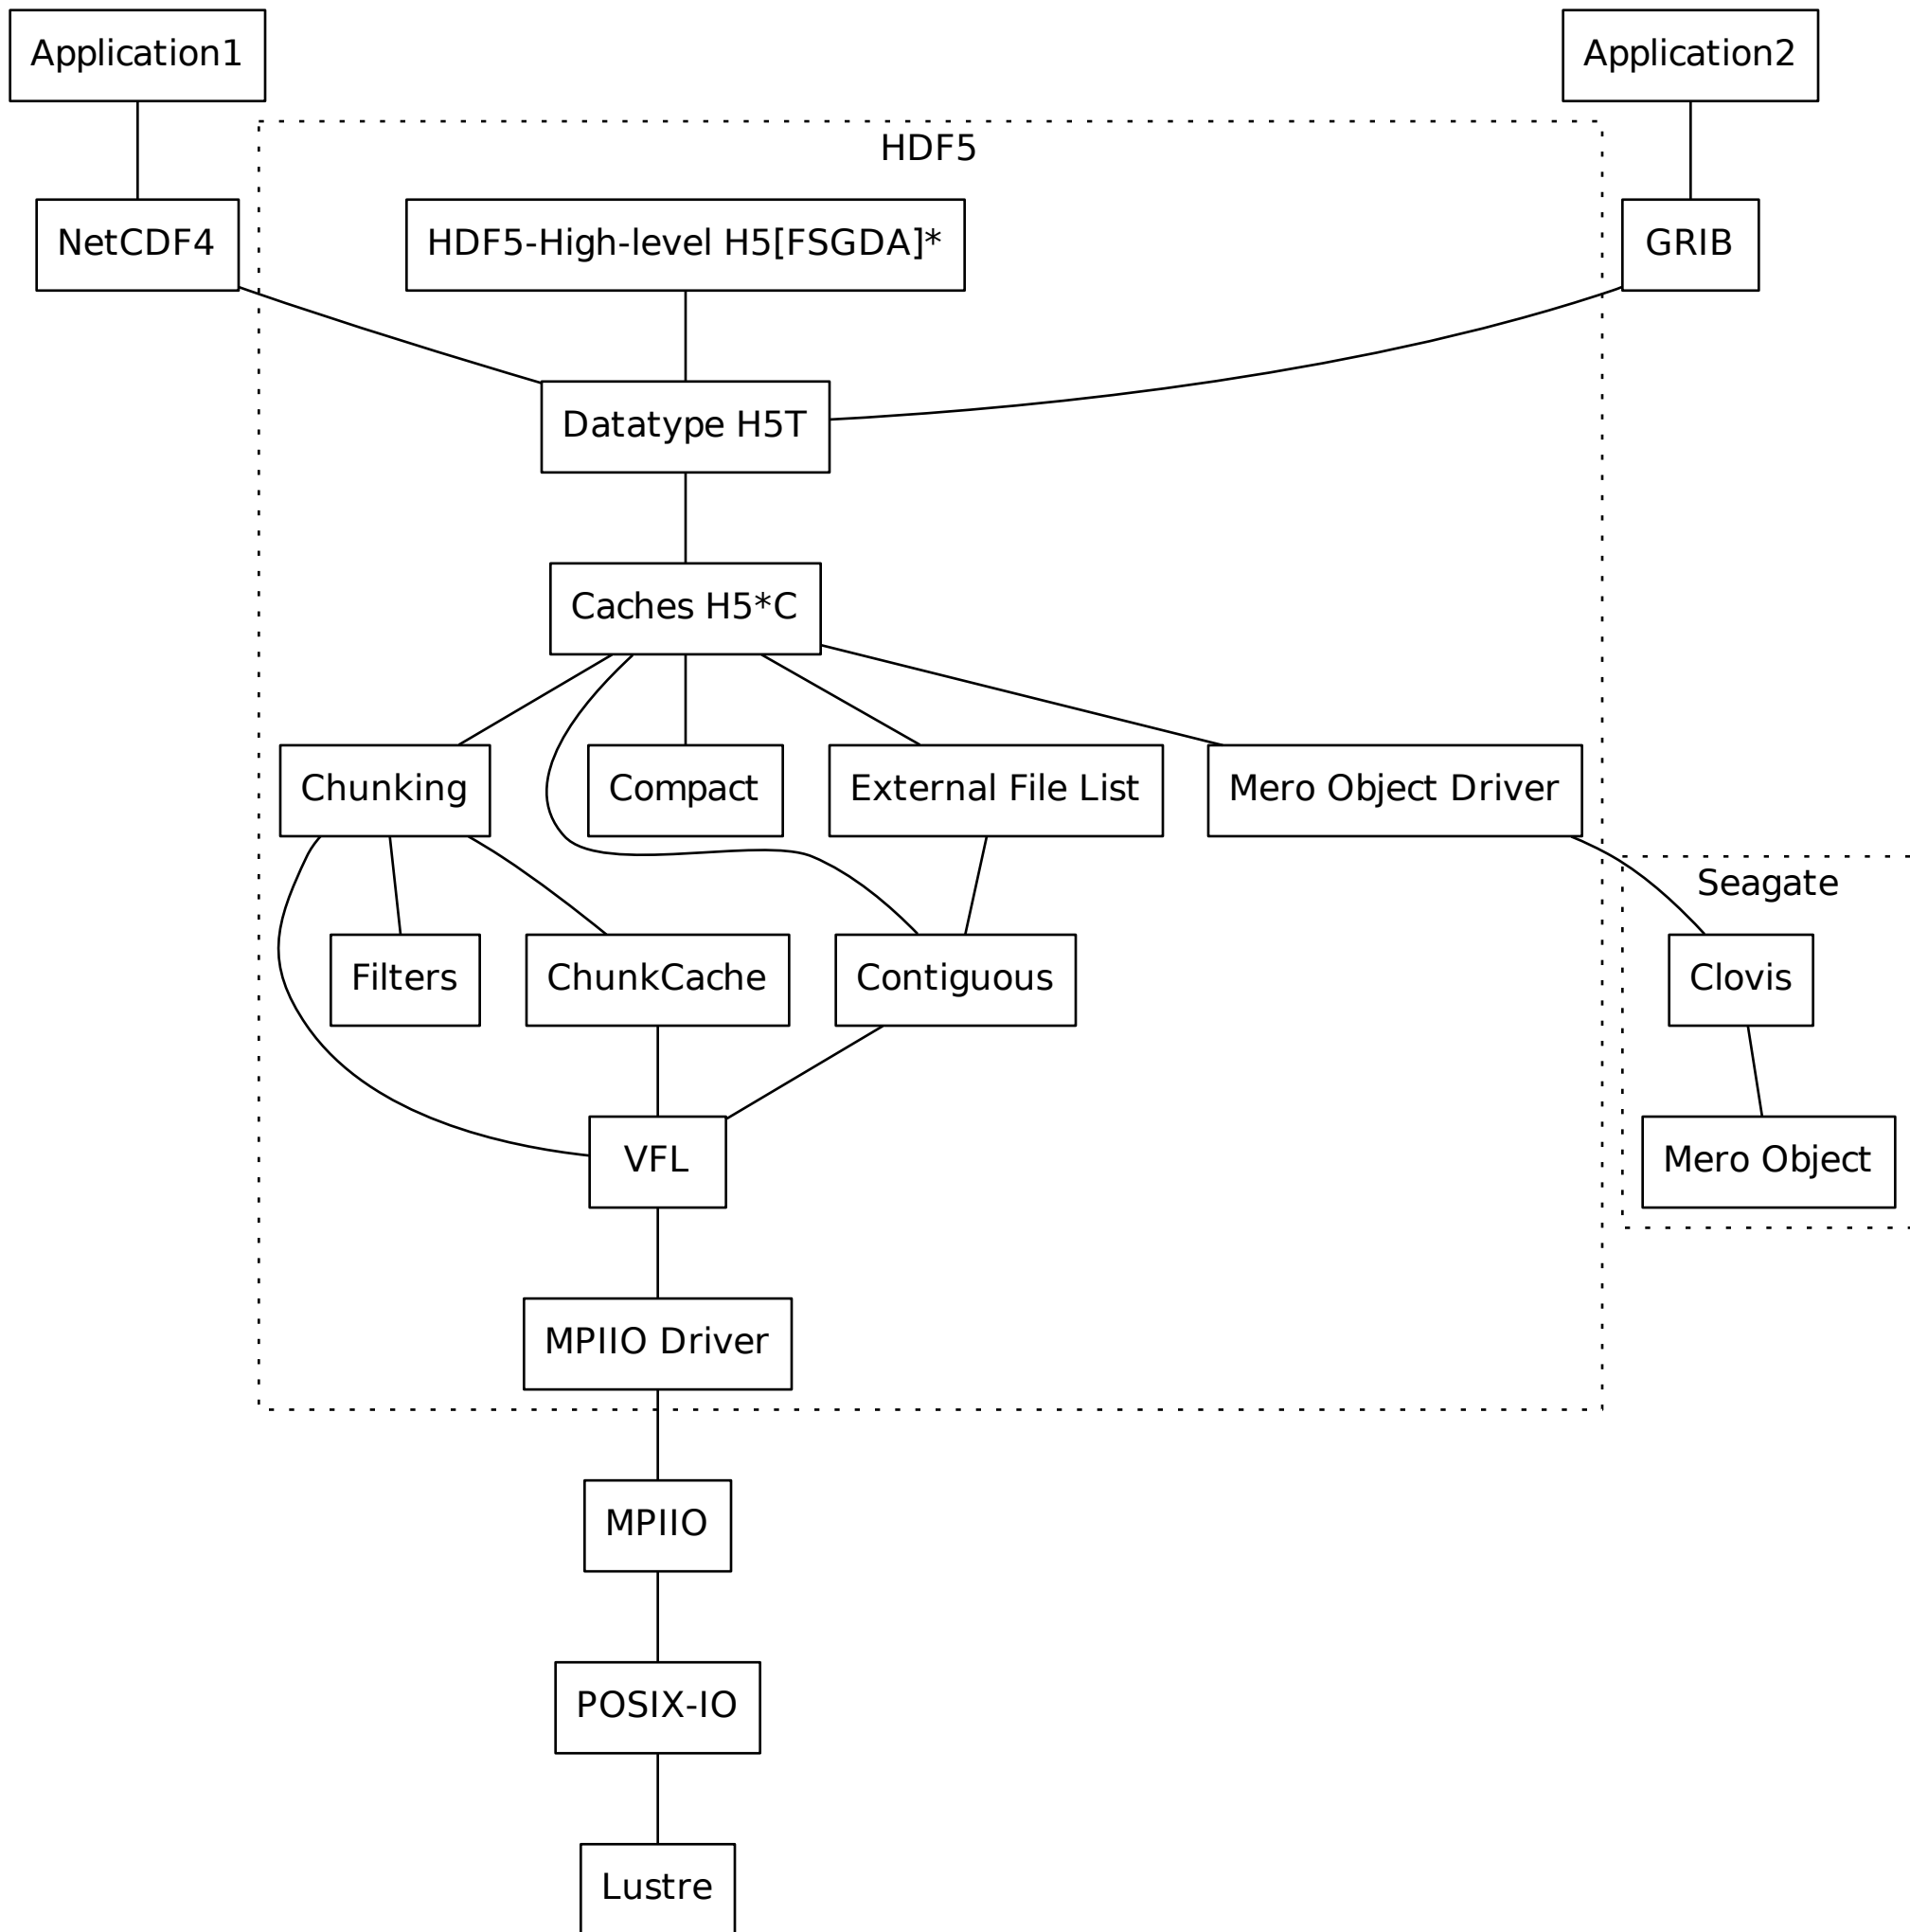 Application1
Application2
HDF5
NetCDF4
HDF5-High-level H5[FSGDA]*
GRIB
Datatype H5T
Caches H5*C
Chunking
Compact
External File List
Mero Object Driver
Seagate
Filters
ChunkCache
Contiguous
Clovis
VFL
Mero Object
MPIIO Driver
MPIIO
POSIX-IO
Lustre